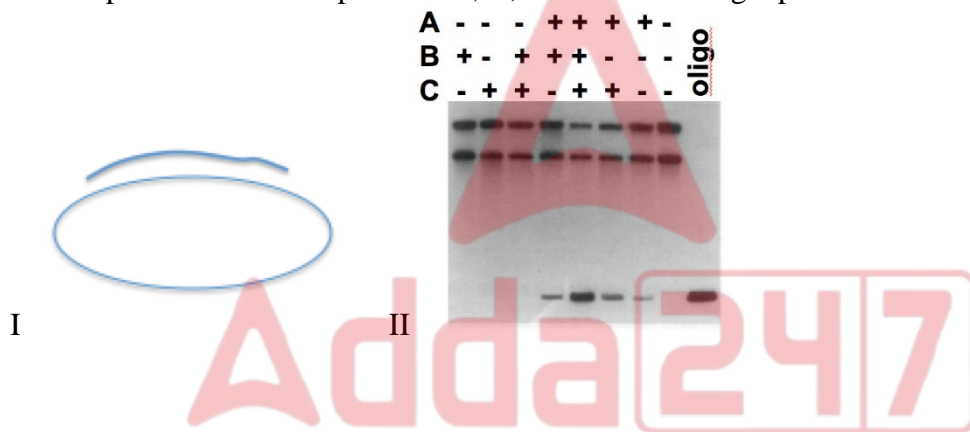 A - - - + + + + -
B + - + + + - - -
C - + + - + + - -
oligo
I
II
Adda247